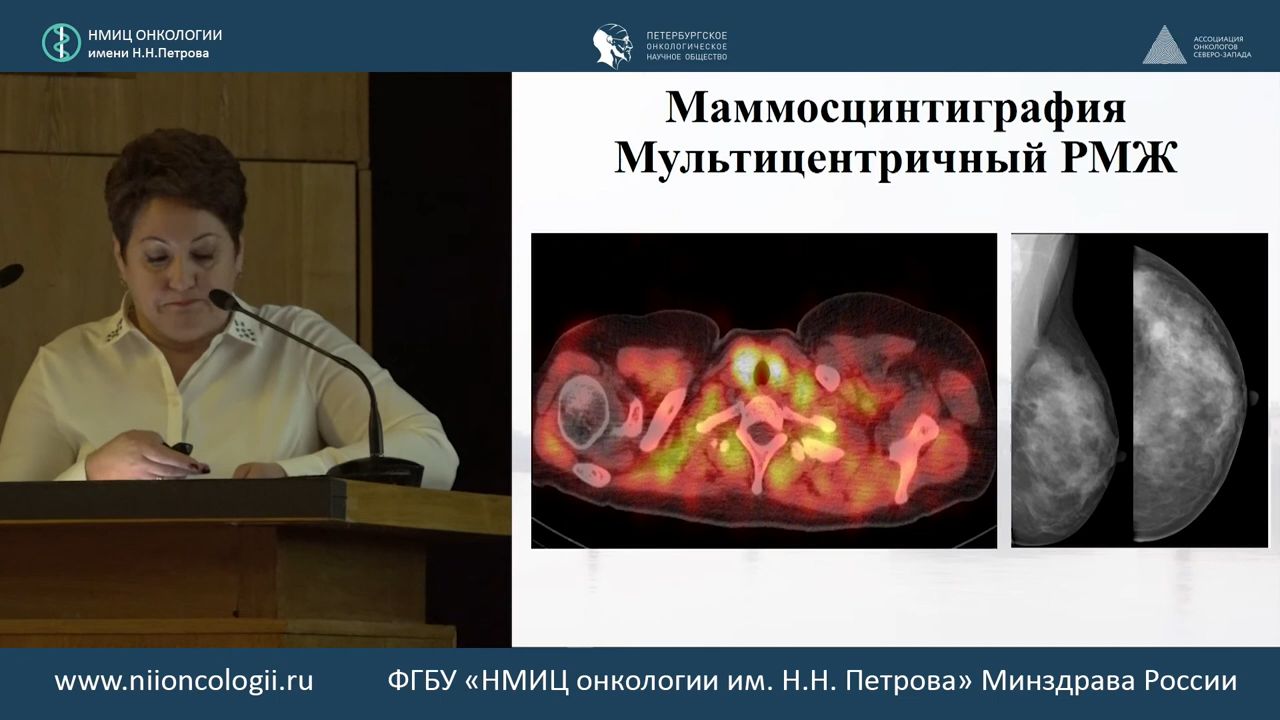 НМИЦ ОНКОЛОГИИ
имени Н.Н.Петрова
ПЕТЕРБУРГСКОЕ
ОНКОЛОГИЧЕСКОЕ
НАУЧНОЕ ОБЩЕСТВО
АССОЦИАЦИЯ
ОНКОЛОГОВ
СЕВЕРО-ЗАПАДА
Маммосцинтиграфия
Мультицентричный РМЖ
www.niioncologii.ru
ФГБУ «НМИЦ онкологии им. Н.Н. Петрова» Минздрава России